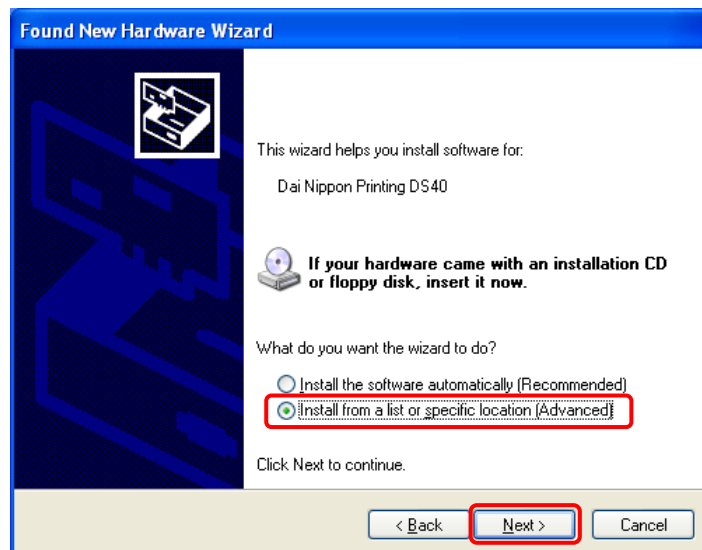 Found New Hardware Wizard
This wizard helps you install software for:
Dai Nippon Printing DS40
If your hardware came with an installation CD
or floppy disk, insert it now.
What do you want the wizard to do?
Install the software automatically (Recommended)
Install from a list or specific location (Advanced)
Click Next to continue.
< Back Next > Cancel